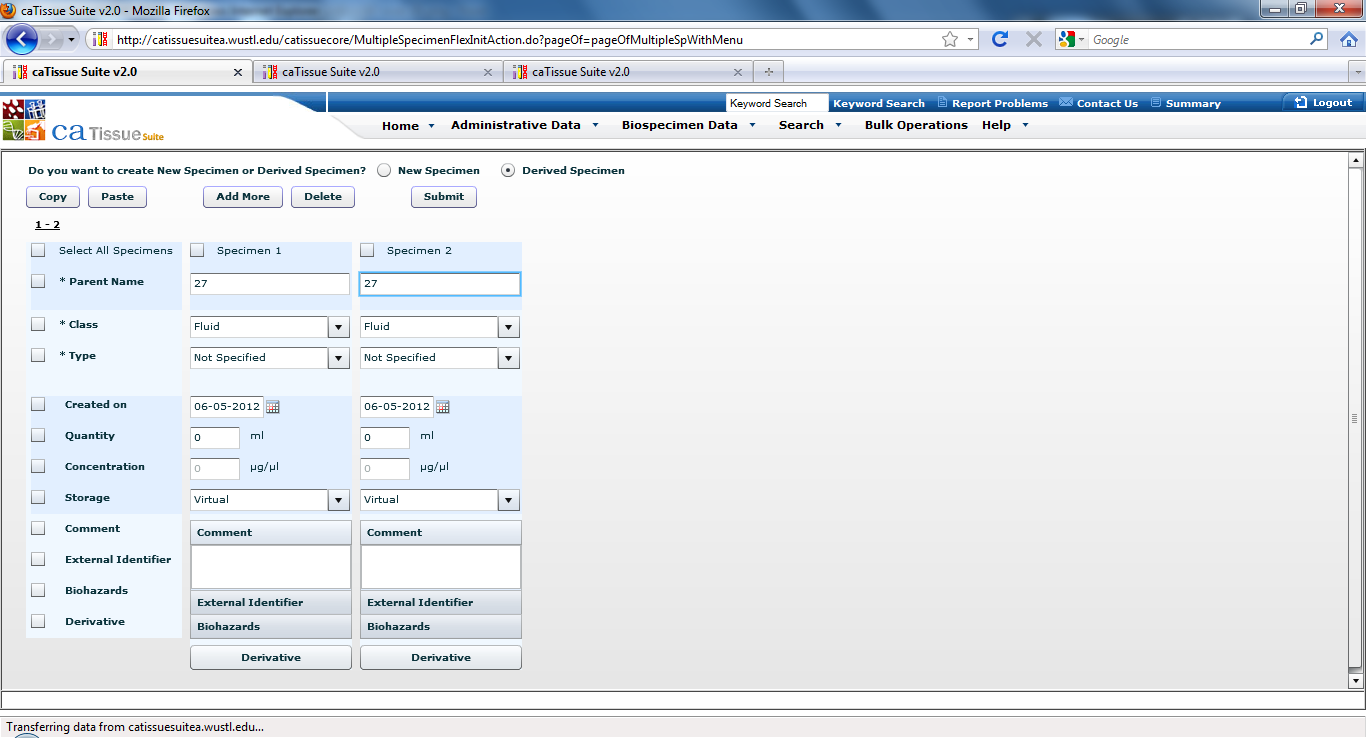 caTissue Suite v2.0 - Mozilla Firefox
http://catissuesuitea.wustl.edu/catissuecore/MultipleSpecimenFlexInitAction.do?pageOf=pageOfMultipleSpWithMenu Google
caTissue Suite v2.0 caTissue Suite v2.0 caTissue Suite v2.0
Keyword Search Keyword Search Report Problems Contact Us Summary Logout
ca Tissue Suite
Home Administrative Data Biospecimen Data Search Bulk Operations Help
Do you want to create New Specimen or Derived Specimen? New Specimen Derived Specimen
Copy Paste Add More Delete Submit
1 - 2
Select All Specimens Specimen 1 Specimen 2
* Parent Name 27 27
* Class Fluid Fluid
* Type Not Specified Not Specified
Created on 06-05-2012 06-05-2012
Quantity 0 ml 0 ml
Concentration 0 µg/µl 0 µg/µl
Storage Virtual Virtual
Comment Comment Comment
External Identifier
Biohazards External Identifier External Identifier
Derivative Biohazards Biohazards
Derivative Derivative
Transferring data from catissuesuitea.wustl.edu...